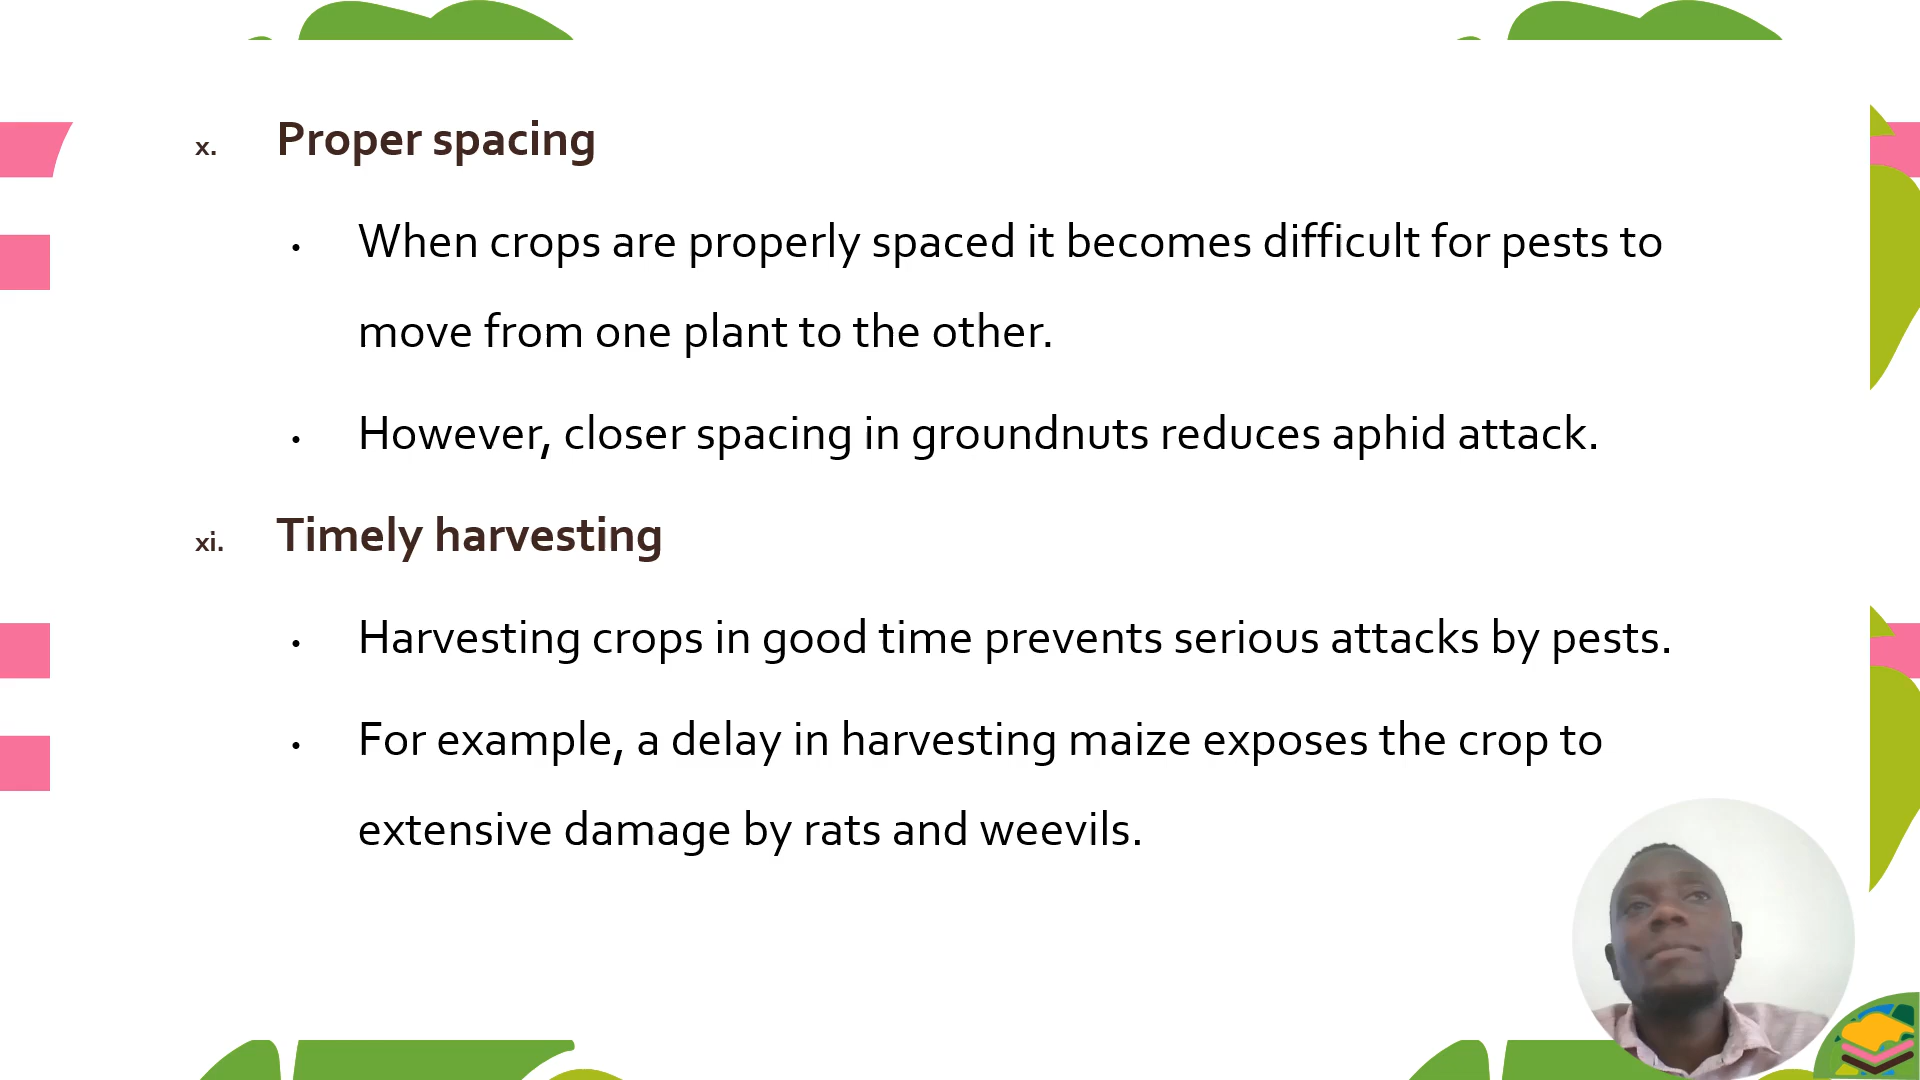 x. Proper spacing
• When crops are properly spaced it becomes difficult for pests to
move from one plant to the other.
• However, closer spacing in groundnuts reduces aphid attack.
xi. Timely harvesting
• Harvesting crops in good time prevents serious attacks by pests.
• For example, a delay in harvesting maize exposes the crop to
extensive damage by rats and weevils.